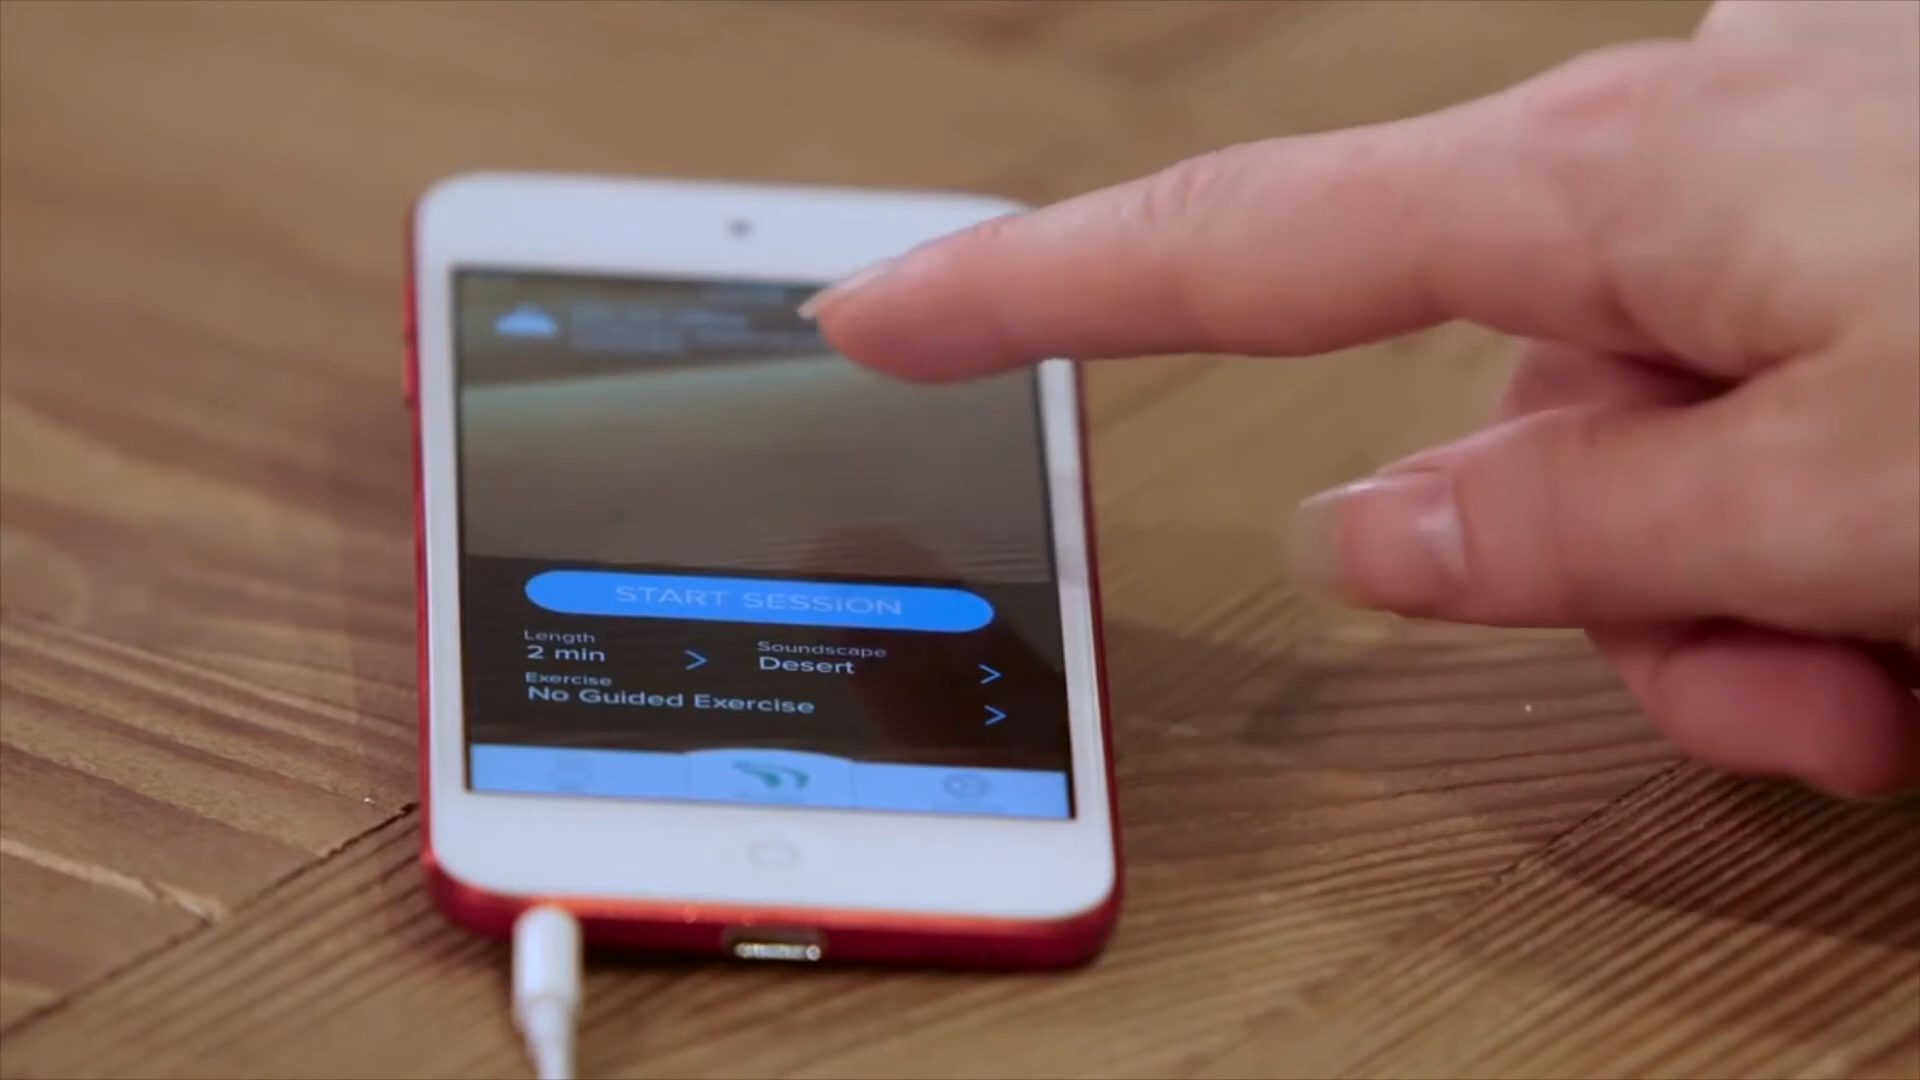 START SESSION
Length
2 min
Soundscape
Desert
Exercise
No Guided Exercise